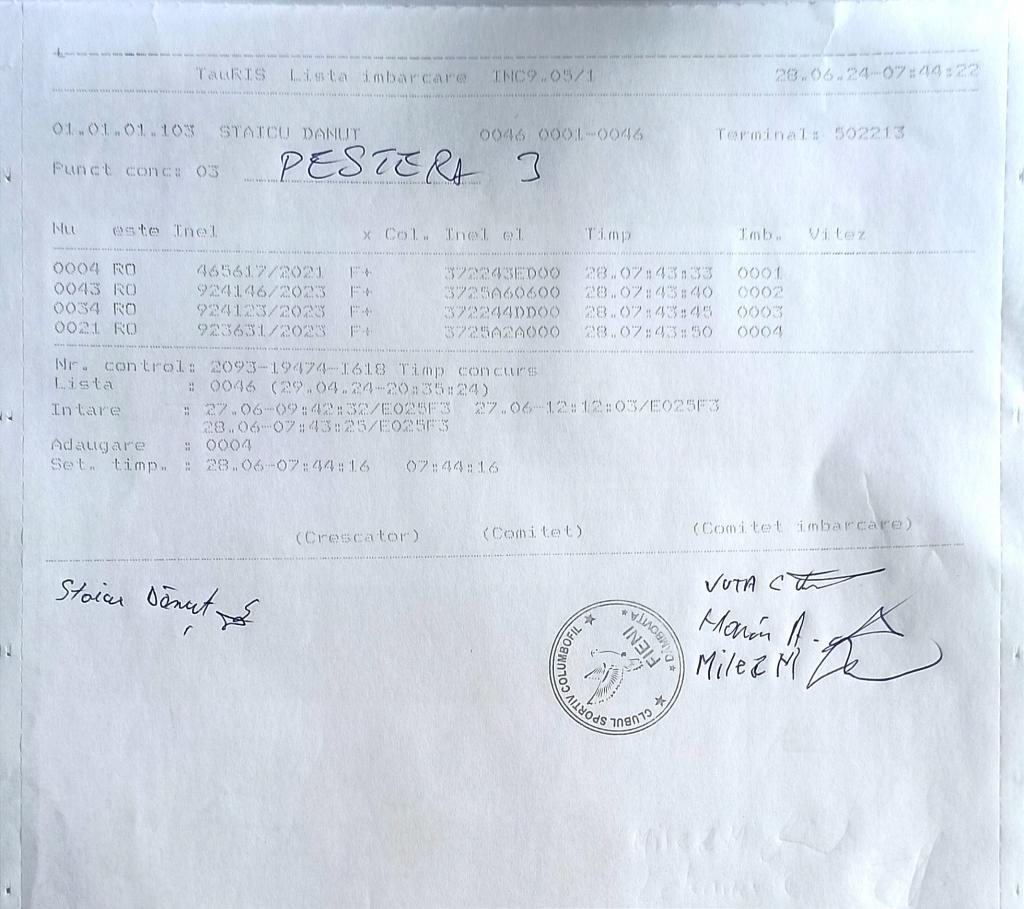 TauRIS Lista imbarcare INC9.05/1 28.06.24-07:44:22
01.01.01.103 STAICU DANUT 0046 0001-0046 Terminal: 502213
Punct conc: 03 PESTERA 3
Nu este Inel x Col. Inel el Timp Imb. Vitez
0004 RO 465617/2021 F+ 372243ED00 28.07:43:33 0001
0043 RO 924146/2023 F+ 3725A60600 28.07:43:40 0002
0034 RO 924123/2023 F+ 372244DD00 28.07:43:45 0003
0021 RO 923631/2023 F+ 3725A2A000 28.07:43:50 0004
Nr. control: 2093-19474-1618 Timp concurs
Lista : 0046 (29.04.24-20:35:24)
Intare : 27.06-09:42:32/E025F3 27.06-12:12:03/E025F3
28.06-07:43:25/E025F3
Adaugare : 0004
Set. timp. : 28.06-07:44:16 07:44:16
(Crescator) (Comitet) (Comitet imbarcare)
Staicu Dănuț
VUTA C
Marin A.
Milez M
CLUBUL SPORTIV COLUMBOFIL
FIENI
DÂMBOVIȚA